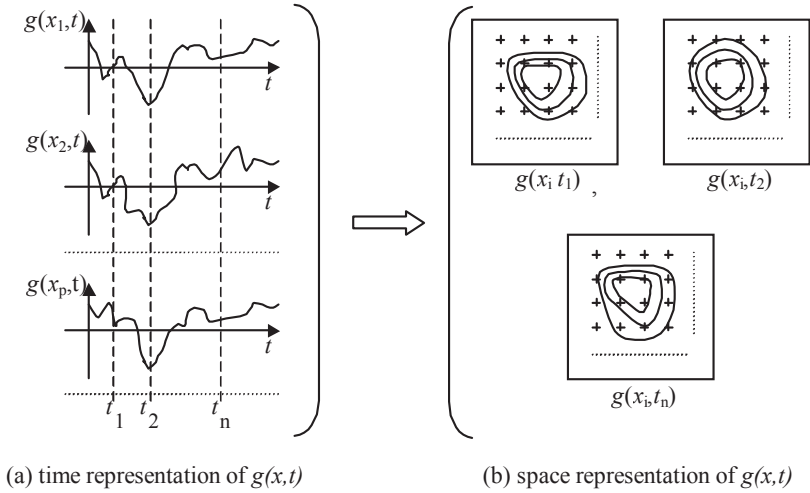 g(x₁,t)
t
g(x₂,t)
t
g(xₚ,t)
t
t₁ t₂ tₙ
g(xᵢ t₁) , g(xᵢ,t₂)
g(xᵢ,tₙ)
(a) time representation of g(x,t) (b) space representation of g(x,t)